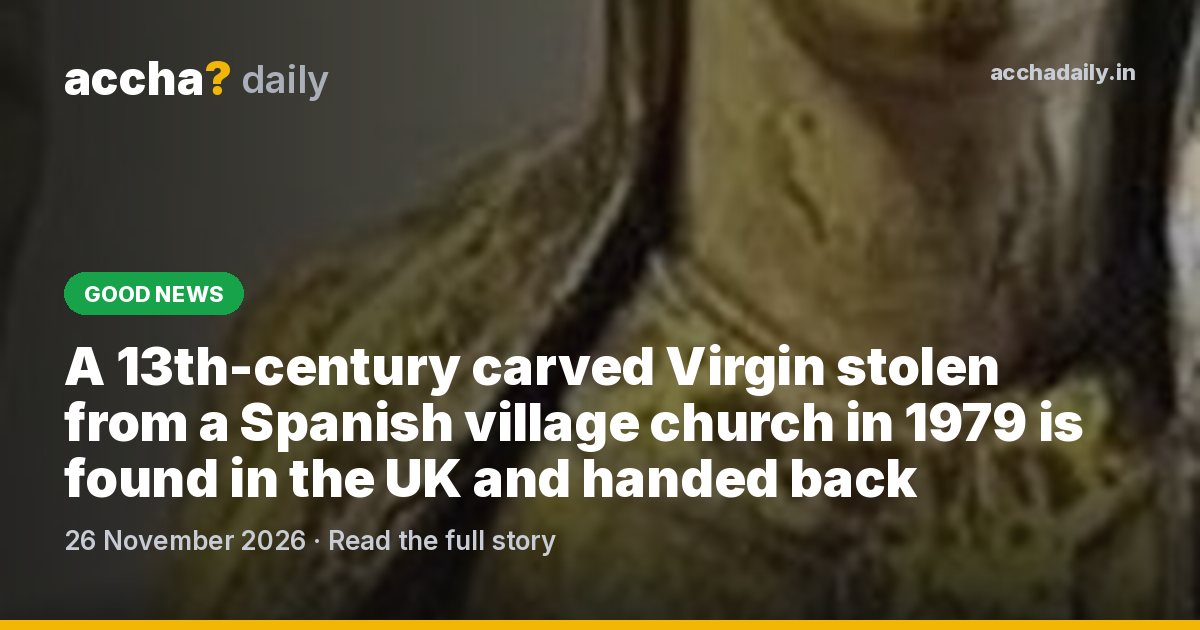 accha? daily
acchadaily.in
GOOD NEWS
A 13th-century carved Virgin stolen
from a Spanish village church in 1979 is
found in the UK and handed back
26 November 2026 · Read the full story